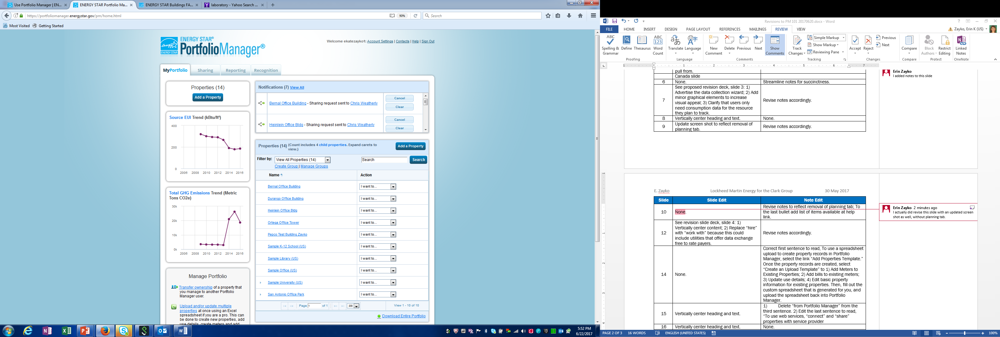 Use Portfolio Manager | EN...
ENERGY STAR Portfolio Ma...
ENERGY STAR Buildings FA...
laboratory - Yahoo Search ...
https://portfoliomanager.energystar.gov/pm/home.html
90%
Search
Most Visited
Getting Started
ENERGY STAR®
PortfolioManager®
ENERGY STAR
Welcome ekatezayko1: Account Settings | Contacts | Help | Sign Out
MyPortfolio
Sharing
Reporting
Recognition
Properties (14)
Add a Property
Source EUI Trend (kBtu/ft²)
400
200
0
2006 2008 2010 2012 2014 2016
Total GHG Emissions Trend (Metric
Tons CO2e)
30k
20k
10k
0k
2006 2008 2010 2012 2014 2016
Manage Portfolio
Transfer ownership of a property that
you manage to another Portfolio
Manager user.
Upload and/or update multiple
properties at once using an Excel
spreadsheet if you are a pro. This can
be done to create new properties, add
use details, create meters and add
Notifications (7) View All
Bernal Office Building - Sharing request sent to Chris Weatherly
Cancel
Clear
Heinlein Office Bldg - Sharing request sent to Chris Weatherly
Cancel
Clear
Properties (14) (Count includes 4 child properties. Expand carets to
view.)
Add a Property
Filter by:
View All Properties (14)
Search
Search
Create Group | Manage Groups
Name
Action
Bernal Office Building
I want to...
Durango Office Building
I want to...
Heinlein Office Bldg
I want to...
Ortega Office Tower
I want to...
Pepco Test Building Zayko
I want to...
Sample K-12 School (US)
I want to...
Sample Library (US)
I want to...
Sample Office (US)
I want to...
Sample University (US)
I want to...
San Antonio Office Park
I want to...
Page 1 of 1
200
View 1 - 10 of 10
Download Entire Portfolio
5:52 PM
6/22/2017
Revisions to PM 101 20170620.docx - Word
FILE HOME INSERT DESIGN PAGE LAYOUT REFERENCES MAILINGS REVIEW VIEW
Zayko, Erin K (US)
Spelling &
Grammar
Define
Thesaurus
Word
Count
Translate
Language
New
Comment
Delete
Previous
Next
Show
Comments
Track
Changes
Simple Markup
Show Markup
Reviewing Pane
Accept
Reject
Previous
Next
Compare
Block
Authors
Restrict
Editing
Linked
Notes
Proofing
Language
Comments
Tracking
Changes
Compare
Protect
OneNote
pull from.
Canada slide
6
None.
Streamline notes for succinctness.
7
See proposed revision deck, slide 3: 1)
Advertise the data collection wizard; 2) Add
minor graphical elements to increase
visual appeal; 3) Clarify that users only
need consumption data for the resource
they plan to track.
Revise notes accordingly.
8
Vertically center heading and text.
None.
9
Update screen shot to reflect removal of
planning tab.
Revise notes accordingly.
Erin Zayko
I added notes to this slide
E. Zayko
Lockheed Martin Energy for the Clark Group
30 May 2017
Slide
Slide Edit
Note Edit
10
None.
Revise notes to reflect removal of planning tab; To
the last bullet add list of items available at help
link.
12
See revision slide deck, slide 4: 1)
Vertically center content; 2) Replace “hire”
with “work with” because this could
include utilities that offer data exchange
free to rate payers.
Revise notes accordingly.
14
None.
Correct first sentence to read, To use a spreadsheet
upload to create property records in Portfolio
Manager, select the link “Add Properties Template.”
Once the property records are created, select
“Create an Upload Template” to 1) Add Meters to
Existing Properties; 2) Add bills to existing meters;
3) Update use details; 4) Edit basic property
information for existing properties. Then, fill out the
custom spreadsheet that is generated for you, and
upload the spreadsheet back into Portfolio
Manager.
15
Vertically center heading and text.
1) Delete “from Portfolio Manager” from the
third sentence. 2) Edit the last sentence to read,
“To use web services, “connect” and “share”
properties with service provider
16
Vertically center heading and text.
None.
Erin Zayko 2 minutes ago
I actually did revise this slide with an updated screen
shot as well, without planning tab.
PAGE 2 OF 3
16 WORDS
ENGLISH (UNITED STATES)
100%